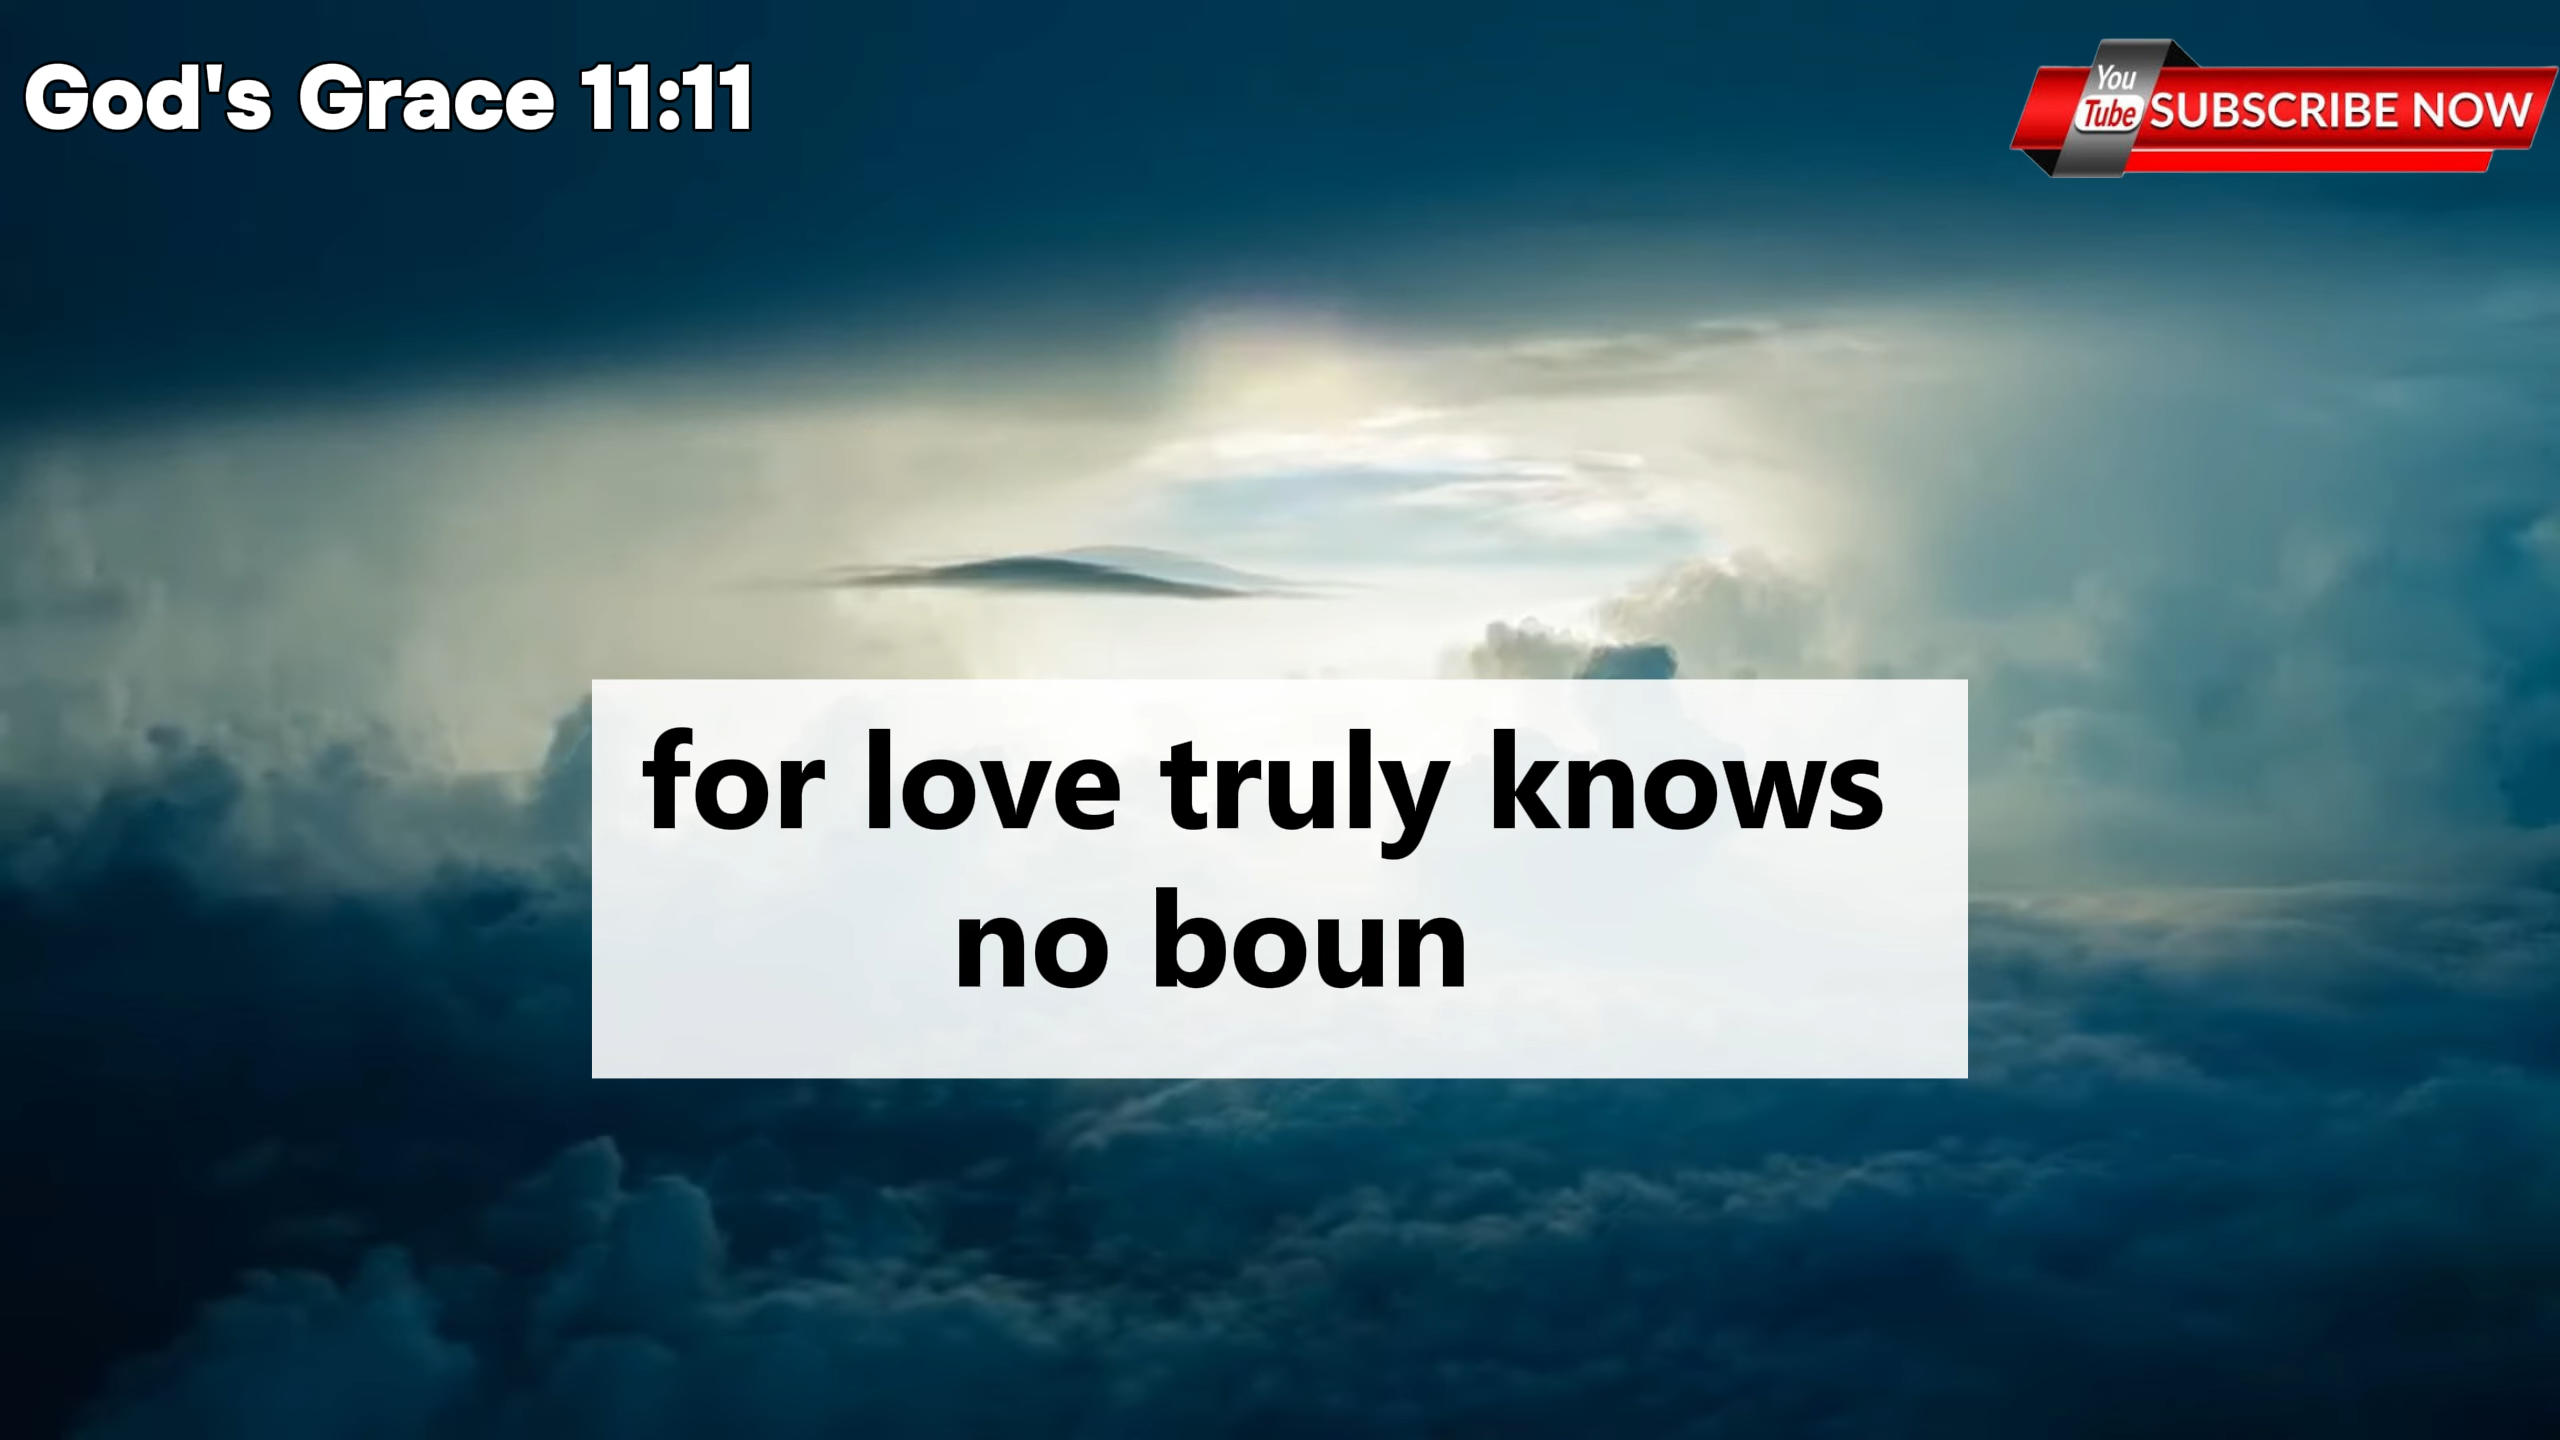 God's Grace 11:11
You
Tube
SUBSCRIBE NOW
for love truly knows
no boun